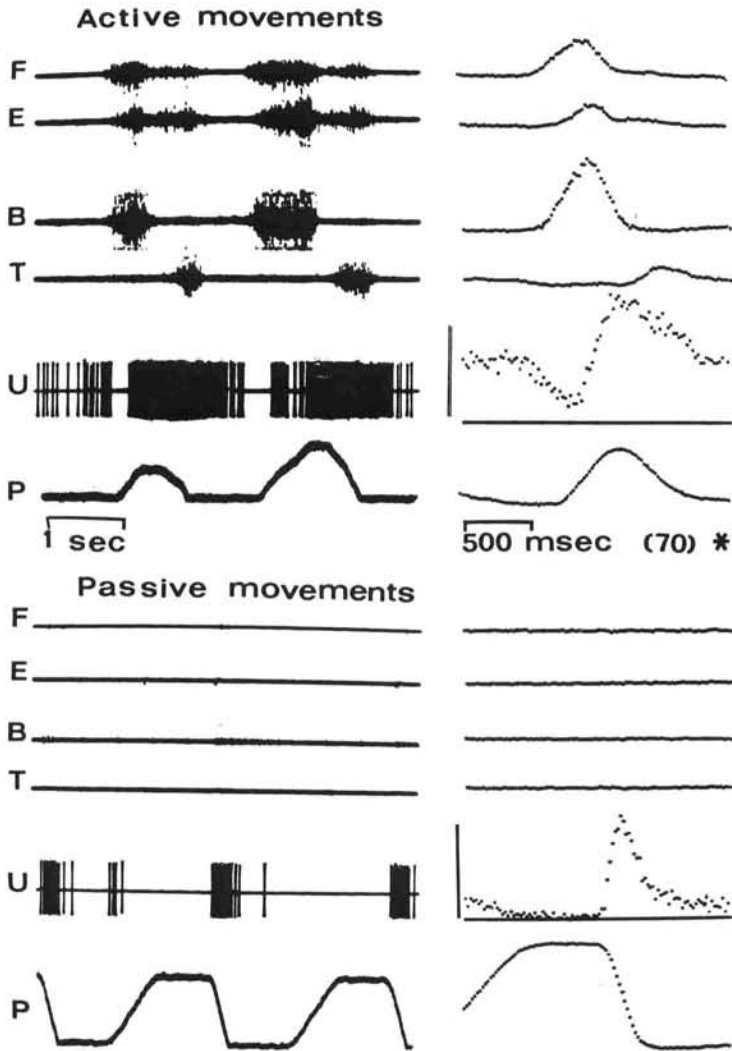 Active movements
F
E
B
T
U
P
1 sec
500 msec (70) *
Passive movements
F
E
B
T
U
P